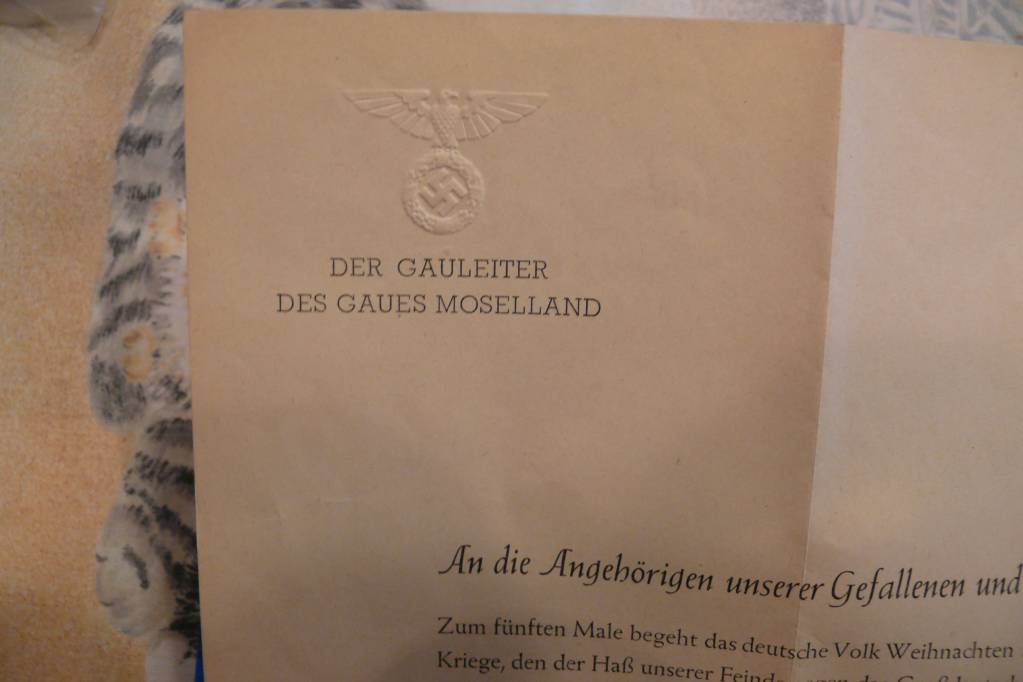 DER GAULEITER
DES GAUES MOSELLAND
An die Angehörigen unserer Gefallenen und
Zum fünften Male begeht das deutsche Volk Weihnachten
Kriege, den der Haß unserer